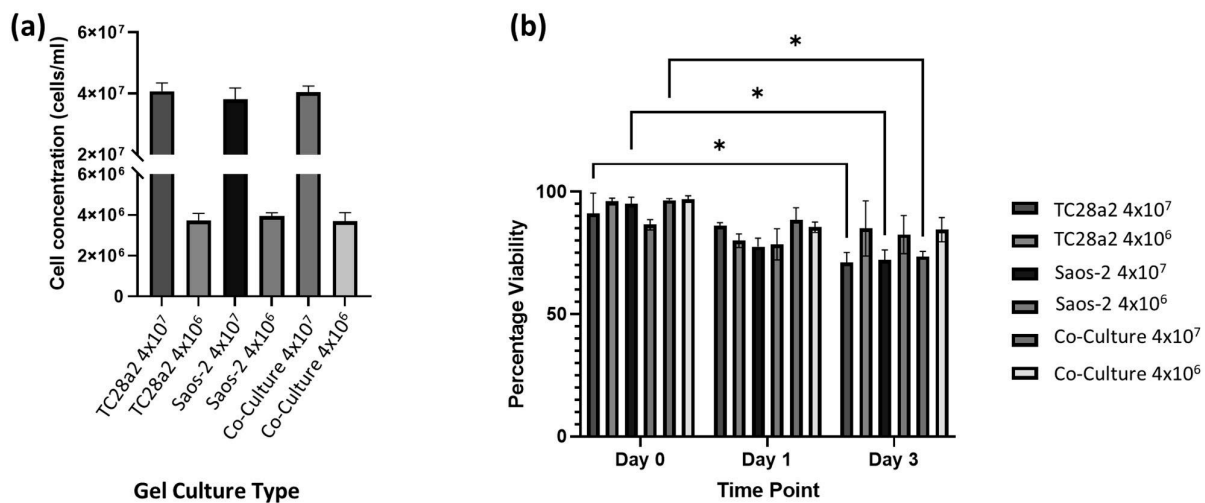 (a)
Cell concentration (cells/ml)
6×10⁷
4×10⁷
2×10⁷
6×10⁶
4×10⁶
2×10⁶
0
TC28a2 4x10⁷
TC28a2 4x10⁶
Saos-2 4x10⁷
Saos-2 4x10⁶
Co-Culture 4x10⁷
Co-Culture 4x10⁶
Gel Culture Type
(b)
Percentage Viability
*
*
*
100
50
0
Day 0
Day 1
Day 3
Time Point
TC28a2 4x10⁷
TC28a2 4x10⁶
Saos-2 4x10⁷
Saos-2 4x10⁶
Co-Culture 4x10⁷
Co-Culture 4x10⁶